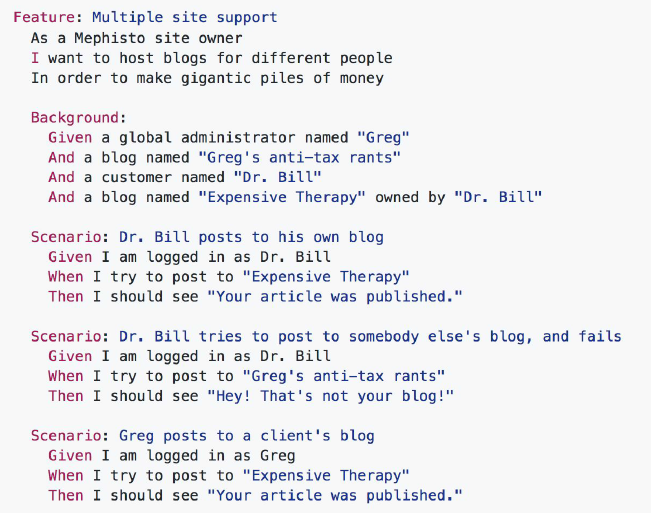 Feature: Multiple site support
As a Mephisto site owner
I want to host blogs for different people
In order to make gigantic piles of money
Background:
Given a global administrator named "Greg"
And a blog named "Greg's anti-tax rants"
And a customer named "Dr. Bill"
And a blog named "Expensive Therapy" owned by "Dr. Bill"
Scenario: Dr. Bill posts to his own blog
Given I am logged in as Dr. Bill
When I try to post to "Expensive Therapy"
Then I should see "Your article was published."
Scenario: Dr. Bill tries to post to somebody else's blog, and fails
Given I am logged in as Dr. Bill
When I try to post to "Greg's anti-tax rants"
Then I should see "Hey! That's not your blog!"
Scenario: Greg posts to a client's blog
Given I am logged in as Greg
When I try to post to "Expensive Therapy"
Then I should see "Your article was published."